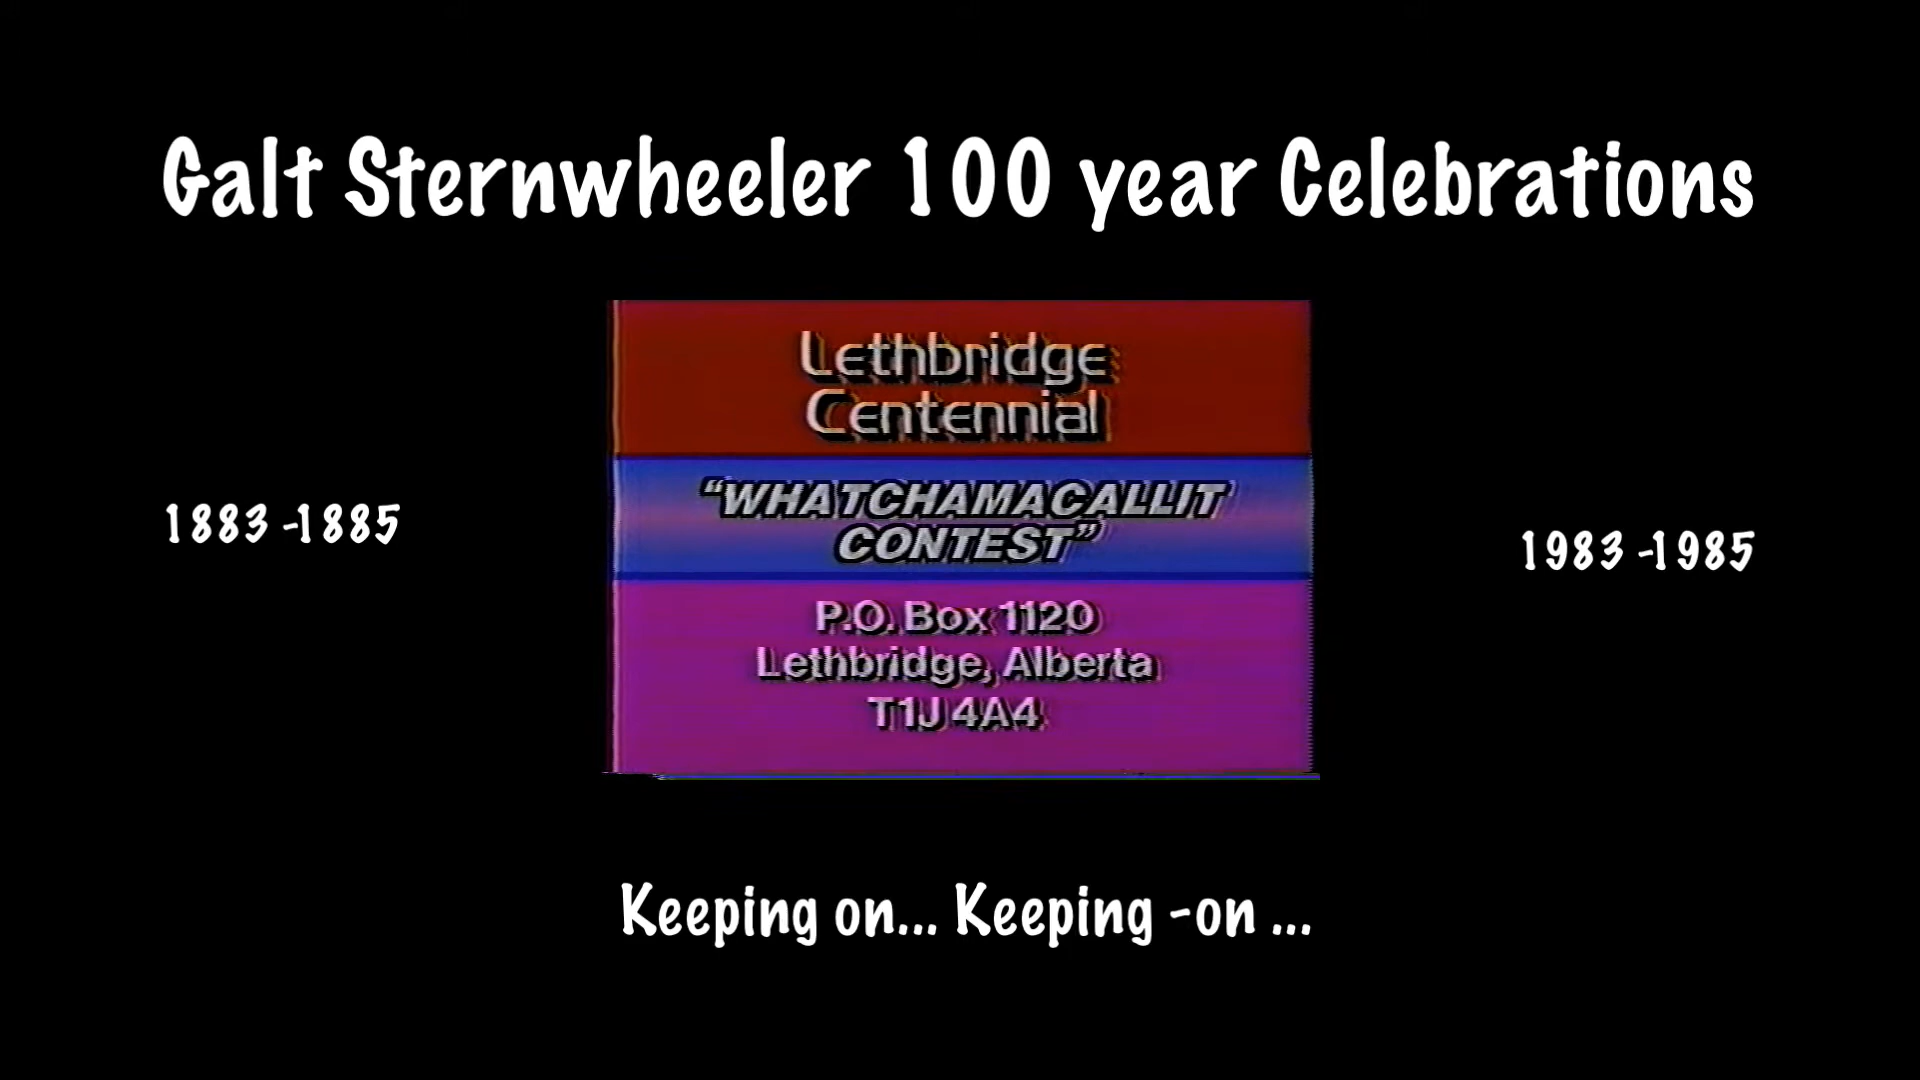 Galt Sternwheeler 100 year Celebrations
Lethbridge
Centennial
1883 -1885
"WHATCHAMACALLIT
CONTEST"
1983 -1985
P.O. Box 1120
Lethbridge, Alberta
T1J 4A4
Keeping on... Keeping -on ...